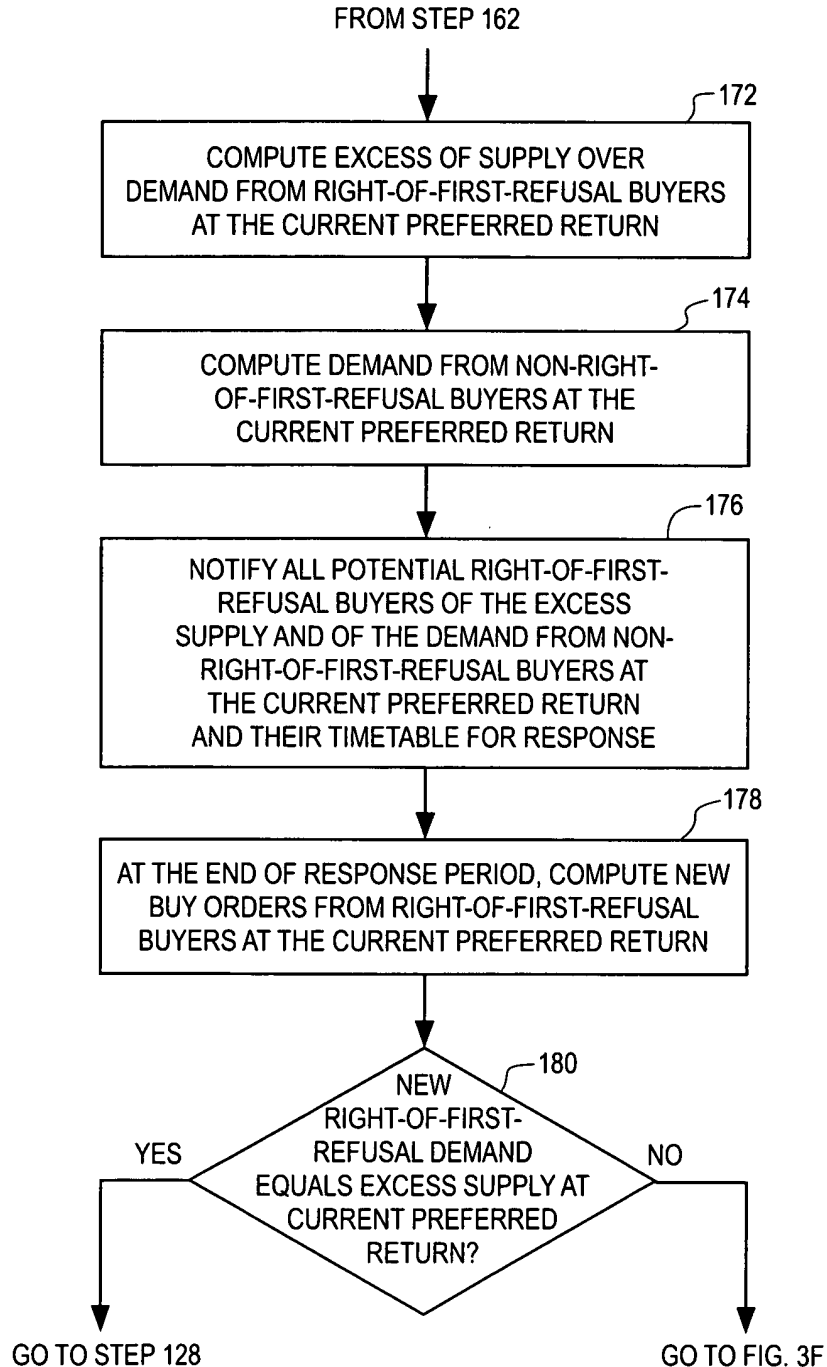 FROM STEP 162
172
COMPUTE EXCESS OF SUPPLY OVER
DEMAND FROM RIGHT-OF-FIRST-REFUSAL BUYERS
AT THE CURRENT PREFERRED RETURN
174
COMPUTE DEMAND FROM NON-RIGHT-
OF-FIRST-REFUSAL BUYERS AT THE
CURRENT PREFERRED RETURN
176
NOTIFY ALL POTENTIAL RIGHT-OF-FIRST-
REFUSAL BUYERS OF THE EXCESS
SUPPLY AND OF THE DEMAND FROM NON-
RIGHT-OF-FIRST-REFUSAL BUYERS AT
THE CURRENT PREFERRED RETURN
AND THEIR TIMETABLE FOR RESPONSE
178
AT THE END OF RESPONSE PERIOD, COMPUTE NEW
BUY ORDERS FROM RIGHT-OF-FIRST-REFUSAL
BUYERS AT THE CURRENT PREFERRED RETURN
180
NEW
RIGHT-OF-FIRST-
REFUSAL DEMAND
EQUALS EXCESS SUPPLY AT
CURRENT PREFERRED
RETURN?
YES
NO
GO TO STEP 128
GO TO FIG. 3F